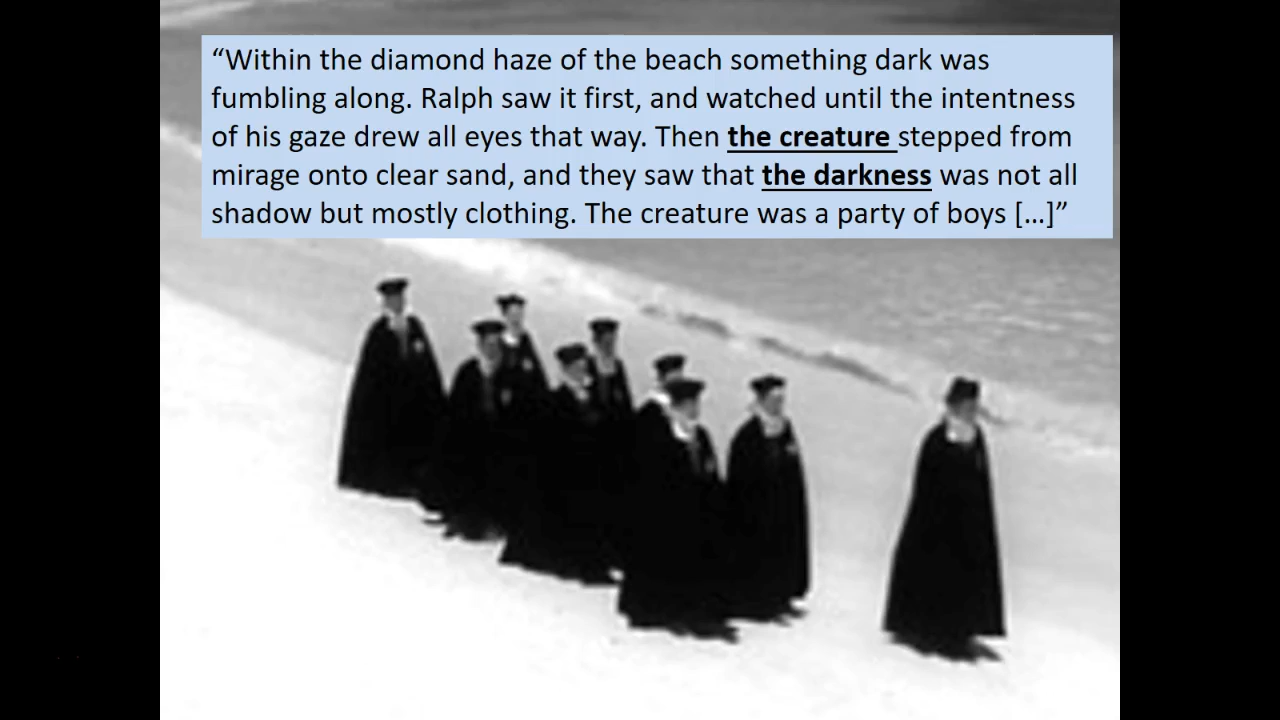 “Within the diamond haze of the beach something dark was
fumbling along. Ralph saw it first, and watched until the intentness
of his gaze drew all eyes that way. Then the creature stepped from
mirage onto clear sand, and they saw that the darkness was not all
shadow but mostly clothing. The creature was a party of boys […]”